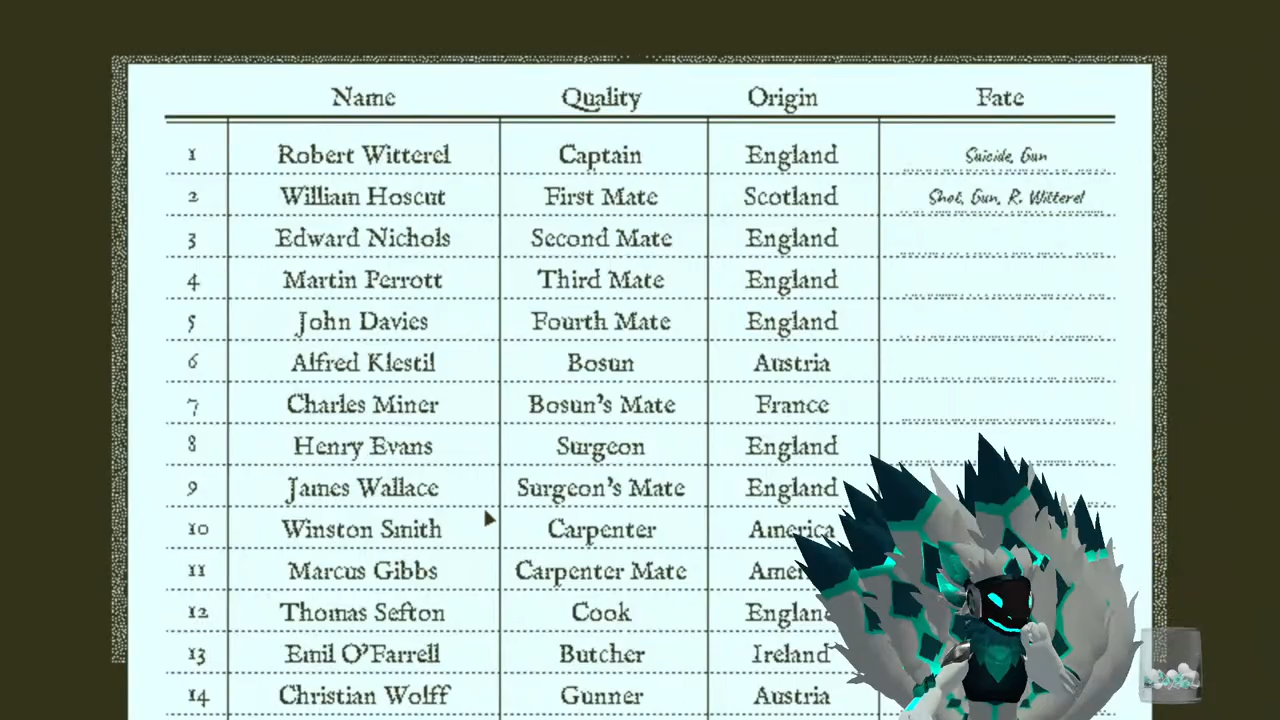 Name Quality Origin Fate
1 Robert Witterel Captain England Suicide, Gun
2 William Hoscut First Mate Scotland Shot, Gun, R. Witterel
3 Edward Nichols Second Mate England
4 Martin Perrott Third Mate England
5 John Davies Fourth Mate England
6 Alfred Klestil Bosun Austria
7 Charles Miner Bosun's Mate France
8 Henry Evans Surgeon England
9 James Wallace Surgeon's Mate England
10 Winston Smith Carpenter America
11 Marcus Gibbs Carpenter Mate
12 Thomas Sefton Cook England
13 Emil O'Farrell Butcher Ireland
14 Christian Wolff Gunner Austria